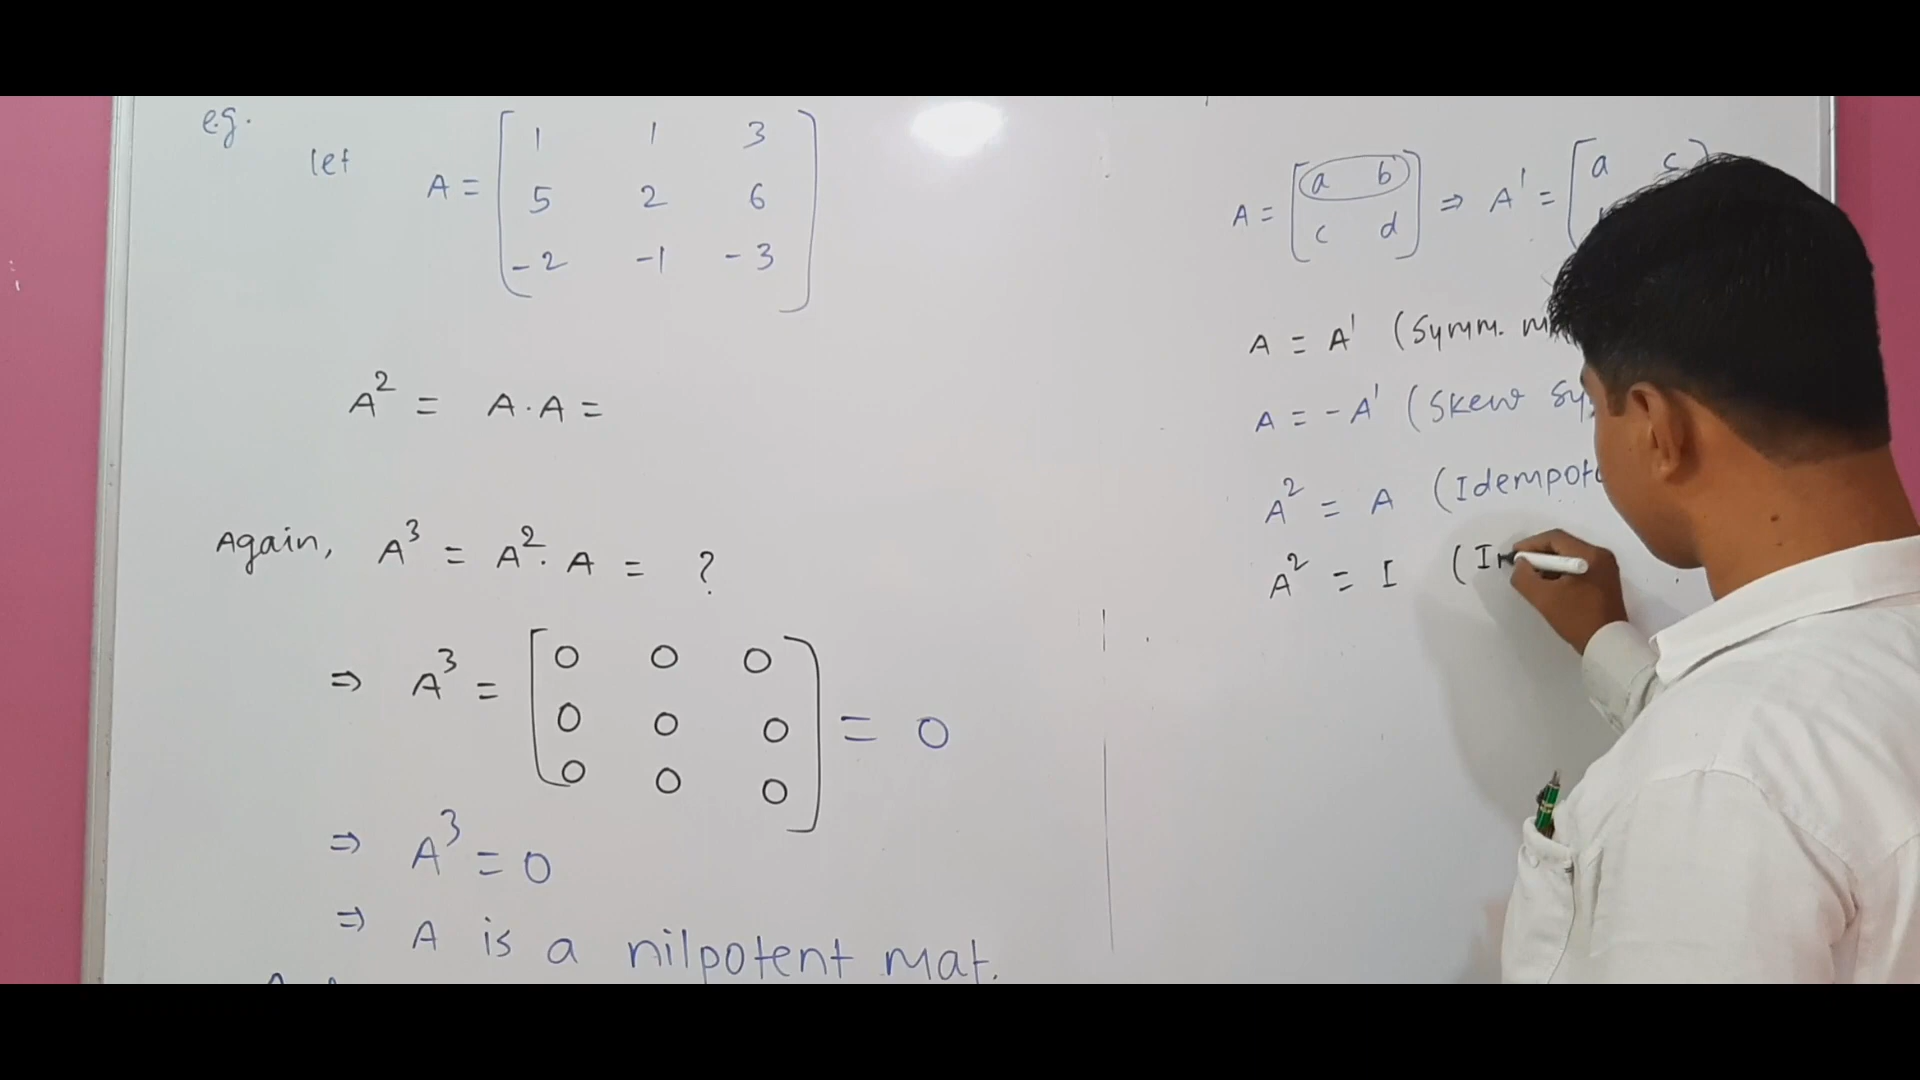 e.g.
let
A = [ 1 1 3
5 2 6
-2 -1 -3 ]
A² = A·A =
Again, A³ = A²·A = ?
⇒ A³ = [ 0 0 0
0 0 0
0 0 0 ] = 0
⇒ A³ = 0
⇒ A is a nilpotent mat.
A = [ a b
c d ] ⇒ A' = [ a c
A = A' (Symm.
A = -A' (Skew
A² = A (
A² = I (